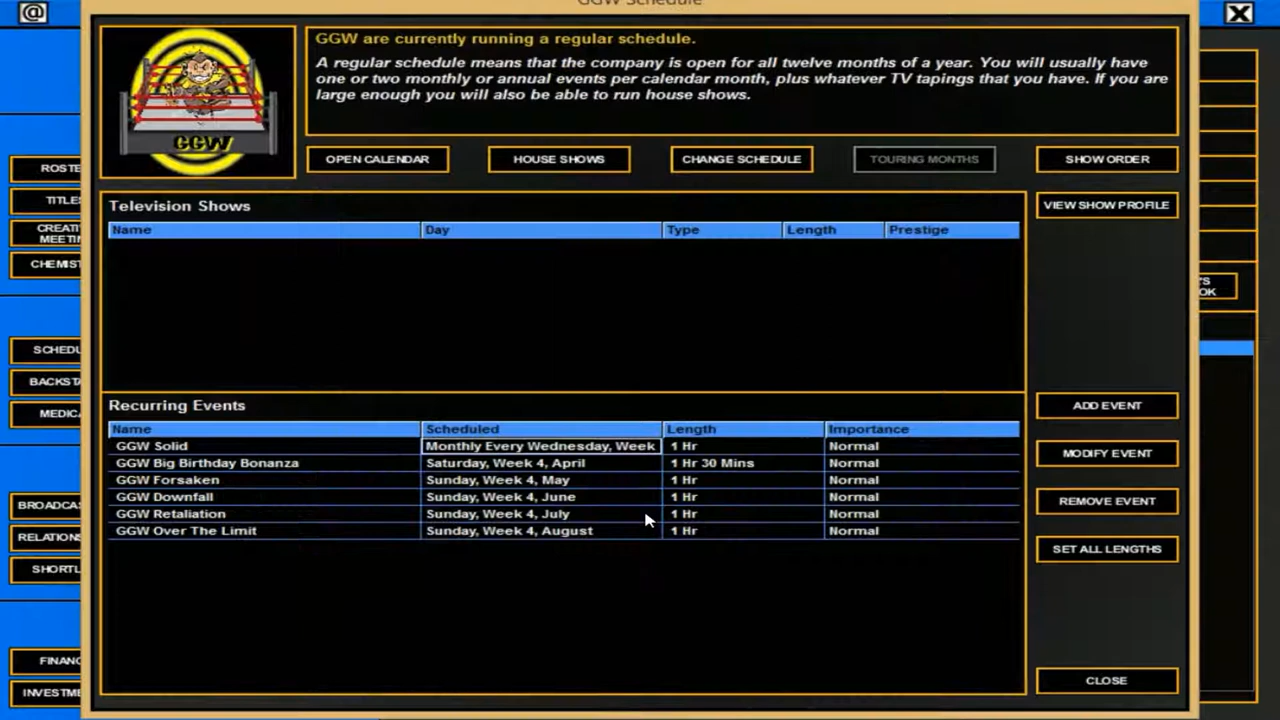 GGW Schedule
@
GGW are currently running a regular schedule.
A regular schedule means that the company is open for all twelve months of a year. You will usually have
one or two monthly or annual events per calendar month, plus whatever TV tapings that you have. If you are
large enough you will also be able to run house shows.
GGW
OPEN CALENDAR
HOUSE SHOWS
CHANGE SCHEDULE
TOURING MONTHS
SHOW ORDER
VIEW SHOW PROFILE
Television Shows
Name Day Type Length Prestige
Recurring Events
Name Scheduled Length Importance
GGW Solid Monthly Every Wednesday, Week 1 Hr Normal
GGW Big Birthday Bonanza Saturday, Week 4, April 1 Hr 30 Mins Normal
GGW Forsaken Sunday, Week 4, May 1 Hr Normal
GGW Downfall Sunday, Week 4, June 1 Hr Normal
GGW Retaliation Sunday, Week 4, July 1 Hr Normal
GGW Over The Limit Sunday, Week 4, August 1 Hr Normal
ADD EVENT
MODIFY EVENT
REMOVE EVENT
SET ALL LENGTHS
CLOSE
ROSTE
TITLE
CREATI
MEETIN
CHEMIST
SCHEDU
BACKSTA
MEDICA
BROADCA
RELATIONS
SHORTL
FINANC
INVESTME
'S
OK